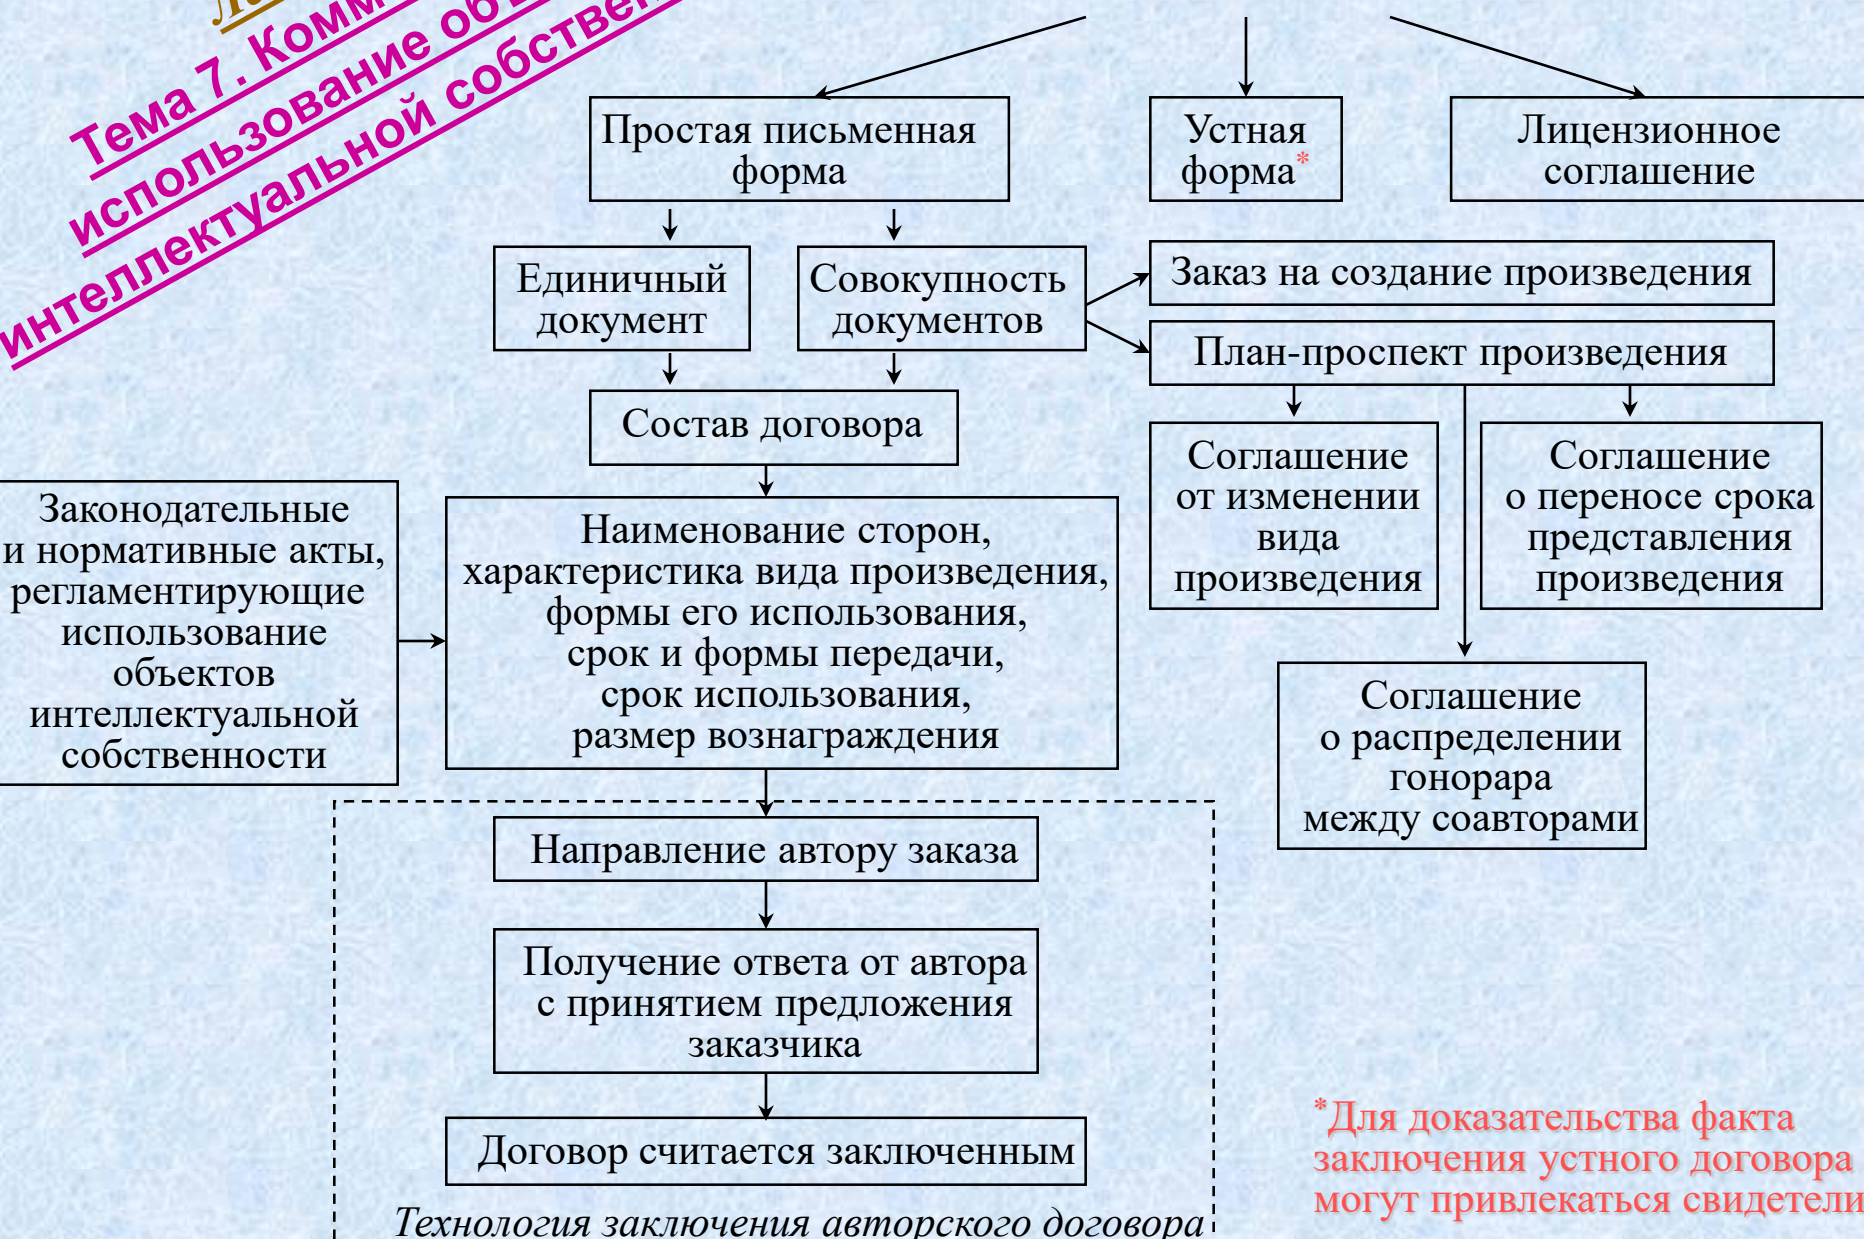 Тема 7.
использование
интеллектуальной
Простая письменная
форма
Устная
форма*
Лицензионное
соглашение
Единичный
документ
Совокупность
документов
Заказ на создание произведения
План-проспект произведения
Состав договора
Соглашение
от изменении
вида
произведения
Соглашение
о переносе срока
представления
произведения
Законодательные
и нормативные акты,
регламентирующие
использование
объектов
интеллектуальной
собственности
Наименование сторон,
характеристика вида произведения,
формы его использования,
срок и формы передачи,
срок использования,
размер вознаграждения
Соглашение
о распределении
гонорара
между соавторами
Направление автору заказа
Получение ответа от автора
с принятием предложения
заказчика
Договор считается заключенным
Технология заключения авторского договора
*Для доказательства факта
заключения устного договора
могут привлекаться свидетели